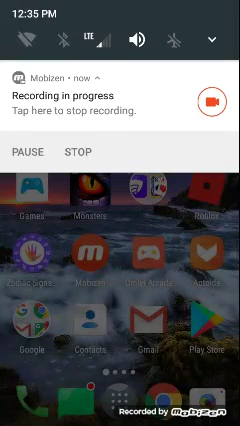 12:35 PM
LTE
Mobizen • now
Recording in progress
Tap here to stop recording.
PAUSE STOP
Games Monsters Roblox
Zodiac Signs.. Mobizen Omlet Arcade Aptoide
Google Contacts Gmail Play Store
Recorded by Mobizen